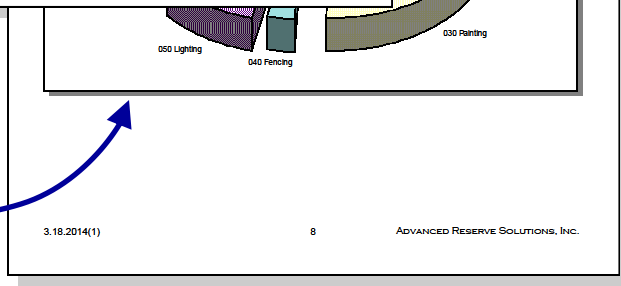 030 Painting
050 Lighting
040 Fencing
3.18.2014(1) 8 Advanced Reserve Solutions, Inc.